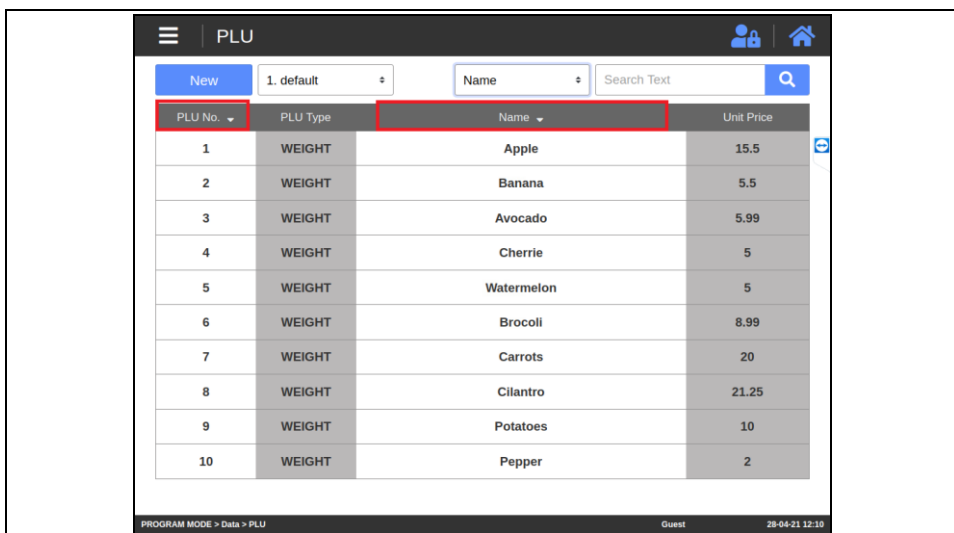 PLU
New 1. default Name Search Text
PLU No. PLU Type Name Unit Price
1 WEIGHT Apple 15.5
2 WEIGHT Banana 5.5
3 WEIGHT Avocado 5.99
4 WEIGHT Cherrie 5
5 WEIGHT Watermelon 5
6 WEIGHT Brocoli 8.99
7 WEIGHT Carrots 20
8 WEIGHT Cilantro 21.25
9 WEIGHT Potatoes 10
10 WEIGHT Pepper 2
PROGRAM MODE > Data > PLU Guest 28-04-21 12:10